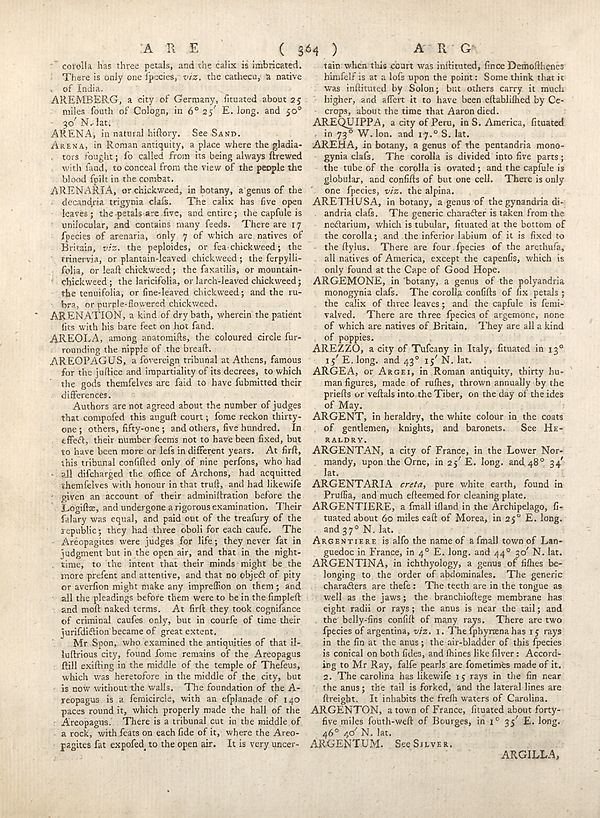 A R E ( 364 ) A R G
corolla has three petals, and the calix is imbricated.
There is only one species, viz. the cathecu, a native
of India.
AREMBERG, a city of Germany, situated about 25
miles south of Cologn, in 6° 25′ E. long. and 50°
30′ N. lat.
ARENA, in natural history. See SAND.
ARENA, in Roman antiquity, a place where the gladia-
tors fought; so called from its being always strewed
with sand, to conceal from the view of the people the
blood spilt in the combat.
ARENARIA, or chickweed, in botany, a genus of the
decandria trigynia class. The calix has five open
leaves; the petals are five, and entire; the capsule is
unilocular, and contains many seeds. There are 17
species of arenaria, only 7 of which are natives of
Britain, viz. the peploides, or sea-chickweed; the
trinervia, or plantain-leaved chickweed; the serpylli-
folia, or least chickweed; the saxatilis, or mountain-
chickweed; the laricifolia, or larch-leaved chickweed;
the tenuifolia, or fine-leaved chickweed; and the ru-
bra, or purple-flowered chickweed.
ARENATION, a kind of dry bath, wherein the patient
sits with his bare feet on hot sand.
AREOLA, among anatomists, the coloured circle sur-
rounding the nipple of the breast.
AREOPAGUS, a sovereign tribunal at Athens, famous
for the justice and impartiality of its decrees, to which
the gods themselves are said to have submitted their
differences.
Authors are not agreed about the number of judges
that composed this august court; some reckon thirty-
one; others, fifty-one; and others, five hundred. In
effect, their number seems not to have been fixed, but
to have been more or less in different years. At first,
this tribunal consisted only of nine persons, who had
all discharged the office of Archons, had acquitted
themselves with honour in that trust, and had likewise
given an account of their administration before the
Logistæ, and undergone a rigorous examination. Their
salary was equal, and paid out of the treasury of the
republic; they had three oboli for each cause. The
Areopagites were judges for life; they never sat in
judgment but in the open air, and that in the night-
time, to the intent that their minds might be the
more present and attentive, and that no object of pity
or aversion might make any impression on them; and
all the pleadings before them were to be in the simplest
and most naked terms. At first they took cognisance
of criminal causes only, but in course of time their
jurisdiction became of great extent.
Mr Spon, who examined the antiquities of that il-
lustrious city, found some remains of the Areopagus
still existing in the middle of the temple of Theseus,
which was heretofore in the middle of the city, but
is now without the walls. The foundation of the A-
reopagus is a semicircle, with an esplanade of 140
paces round it, which properly made the hall of the
Areopagus. There is a tribunal cut in the middle of
a rock, with seats on each side of it, where the Areo-
pagites sat exposed to the open air. It is very uncer-
tain when this court was instituted, since Demosthenes
himself is at a loss upon the point: Some think that it
was instituted by Solon; but others carry it much
higher, and assert it to have been established by Ce-
crops, about the time that Aaron died.
AREQUIPPA, a city of Peru, in S. America, situated
in 73° W. lon. and 17.° S. lat.
AREHA, in botany, a genus of the pentandria mono-
gynia class. The corolla is divided into five parts;
the tube of the corolla is ovated; and the capsule is
globular, and consists of but one cell. There is only
one species, viz. the alpina.
ARETHUSA, in botany, a genus of the gynandria di-
andria class. The generic character is taken from the
nectarium, which is tubular, situated at the bottom of
the corolla; and the inferior labium of it is fixed to
the stylus. There are four species of the arethusa,
all natives of America, except the capensis, which is
only found at the Cape of Good Hope.
ARGEMONE, in botany, a genus of the polyandria
monogynia class. The corolla consists of six petals;
the calix of three leaves; and the capsule is semi-
valved. There are three species of argemone, none
of which are natives of Britain. They are all a kind
of poppies.
AREZZO, a city of Tuscany in Italy, situated in 13°
15′ E. long. and 43° 15′ N. lat.
ARGEA, or ARGEI, in Roman antiquity, thirty hu-
man figures, made of rushes, thrown annually by the
priests or vestals into the Tiber, on the day of the ides
of May.
ARGENT, in heraldry, the white colour in the coats
of gentlemen, knights, and baronets. See HE-
RALDRY.
ARGENTAN, a city of France, in the Lower Nor-
mandy, upon the Orne, in 25′ E. long. and 48° 34′
lat.
ARGENTARIA creta, pure white earth, found in
Prussia, and much esteemed for cleaning plate.
ARGENTIERE, a small island in the Archipelago, si-
tuated about 60 miles east of Morea, in 25° E. long.
and 37° N. lat.
ARGENTIERE is also the name of a small town of Lan-
guedoc in France, in 4° E. long. and 44° 30′ N. lat.
ARGENTINA, in ichthyology, a genus of fishes be-
longing to the order of abdominales. The generic
characters are these: The teeth are in the tongue as
well as the jaws; the branchiostege membrane has
eight radii or rays; the anus is near the tail; and
the belly-fins consist of many rays. There are two
species of argentina, viz. 1. The sphyræna has 15 rays
in the fin at the anus; the air-bladder of this species
is conical on both sides, and shines like silver: Accord-
ing to Mr Ray, false pearls are sometimes made of it.
2. The carolina has likewise 15 rays in the fin near
the anus; the tail is forked, and the lateral lines are
streight. It inhabits the fresh waters of Carolina.
ARGENTON, a town of France, situated about forty-
five miles south-west of Bourges, in 1° 35′ E. long.
46° 40′ N. lat.
ARGENTUM. See SILVER.
ARGILLA,